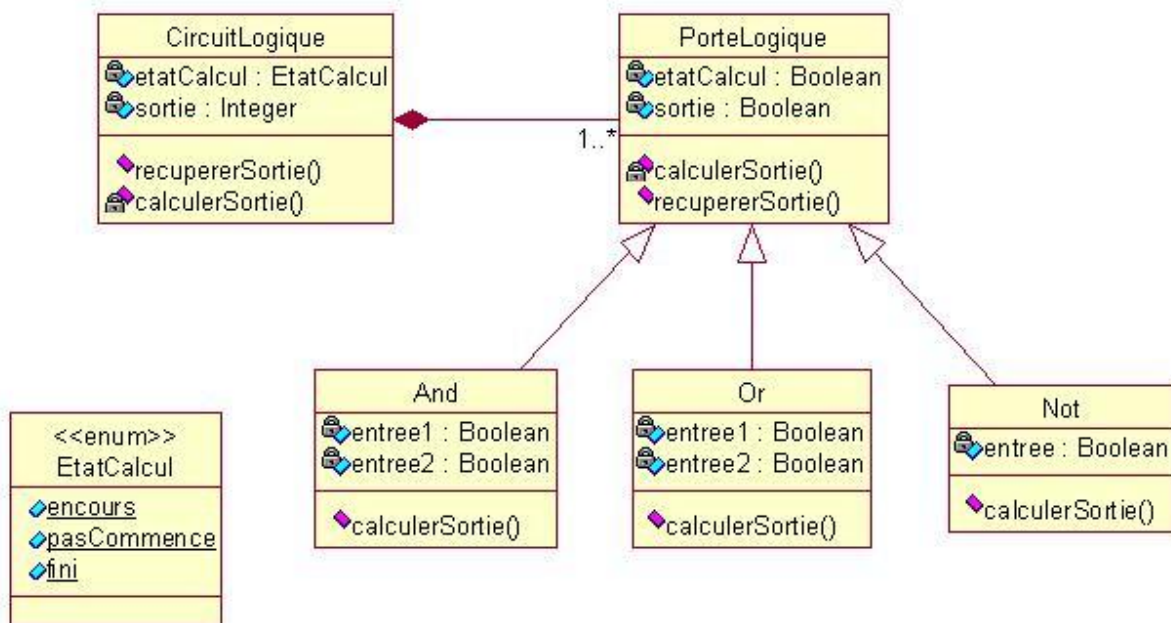 CircuitLogique
etatCalcul : EtatCalcul
sortie : Integer
recupererSortie()
calculerSortie()
1..*
PorteLogique
etatCalcul : Boolean
sortie : Boolean
calculerSortie()
recupererSortie()
And
entree1 : Boolean
entree2 : Boolean
calculerSortie()
Or
entree1 : Boolean
entree2 : Boolean
calculerSortie()
Not
entree : Boolean
calculerSortie()
<<enum>>
EtatCalcul
encours
pasCommence
fini